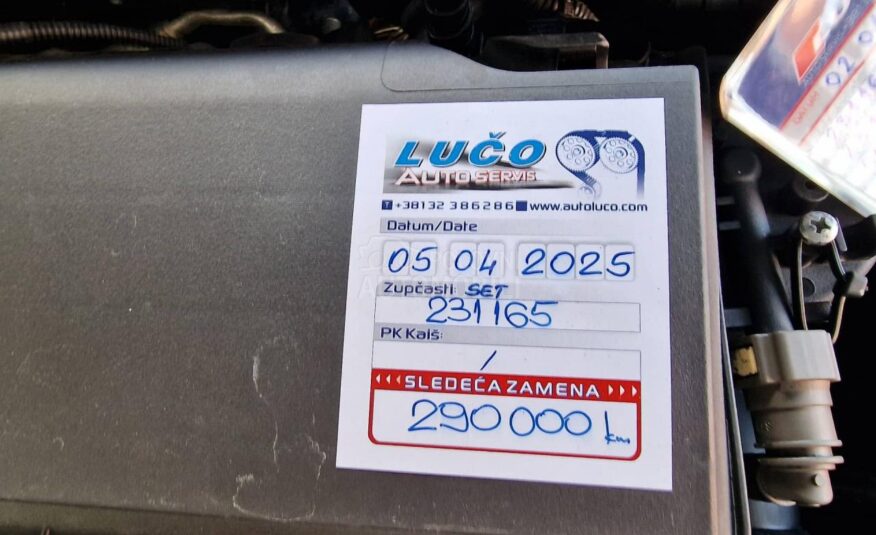 LUČO
AUTO SERVIS
+38132 386286 www.autoluco.com
Datum/Date
05 04 2025
Zupčasti: SET
231165
PK Kaiš:
/
SLEDEĆA ZAMENA
290000 km